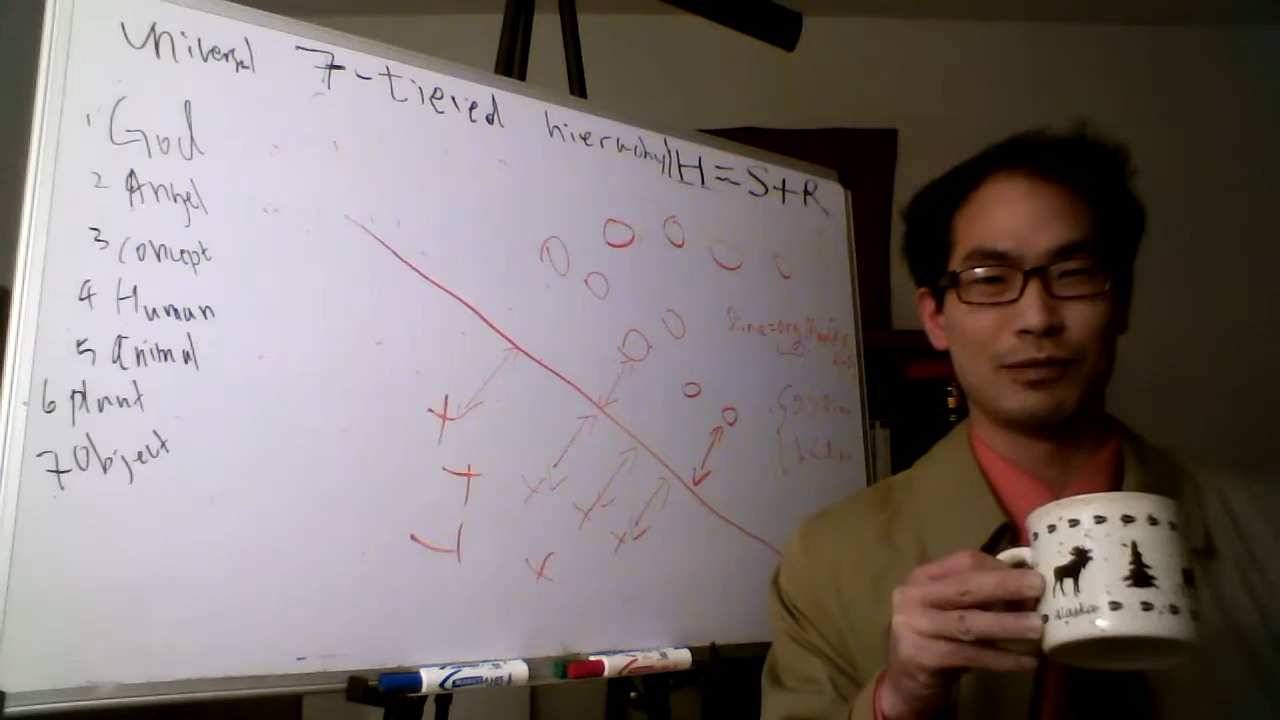 Universal 7-tiered hierarchy H=S+R
1 God
2 Angel
3 Concept
4 Human
5 Animal
6 plant
7 Object
Alaska